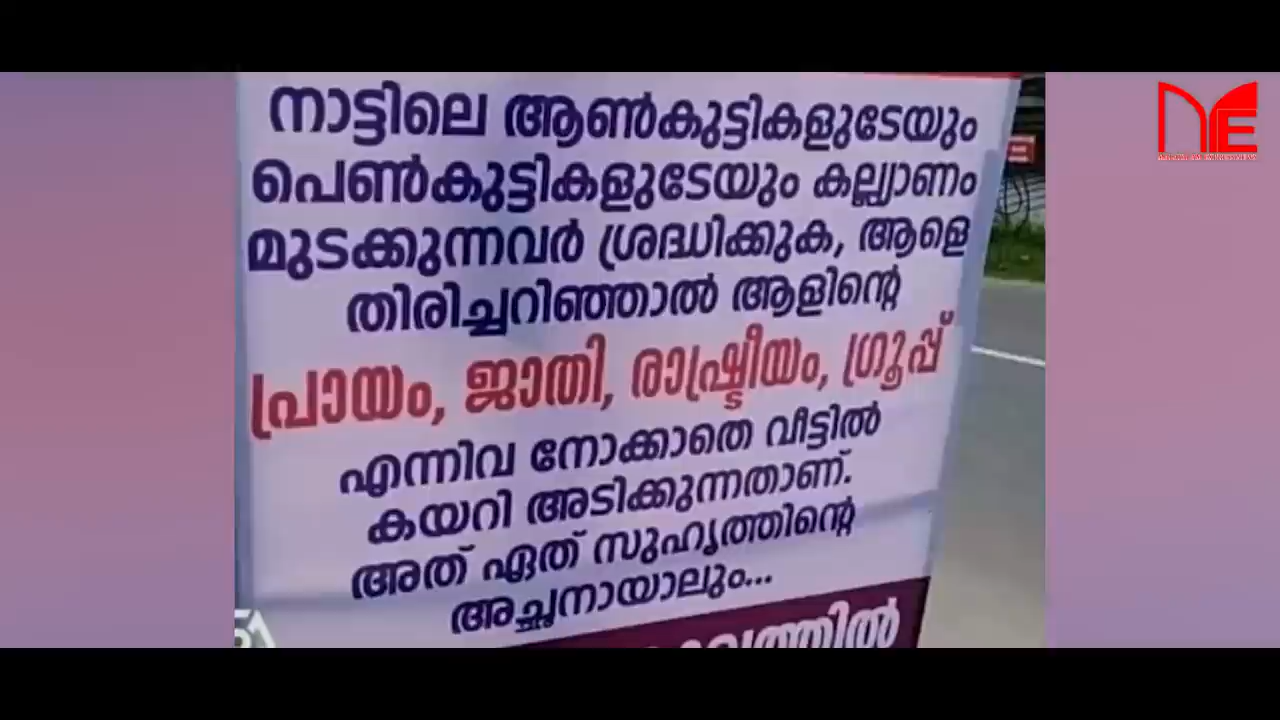 നാട്ടിലെ ആൺകുട്ടികളുടേയും
പെൺകുട്ടികളുടേയും കല്ല്യാണം
മുടക്കുന്നവർ ശ്രദ്ധിക്കുക, ആളെ
തിരിച്ചറിഞ്ഞാൽ ആളിന്റെ
പ്രായം, ജാതി, രാഷ്ട്രീയം, ഗ്രൂപ്പ്
എന്നിവ നോക്കാതെ വീട്ടിൽ
കയറി അടിക്കുന്നതാണ്.
അത് ഏത് സുഹൃത്തിന്റെ
അച്ഛനായാലും...